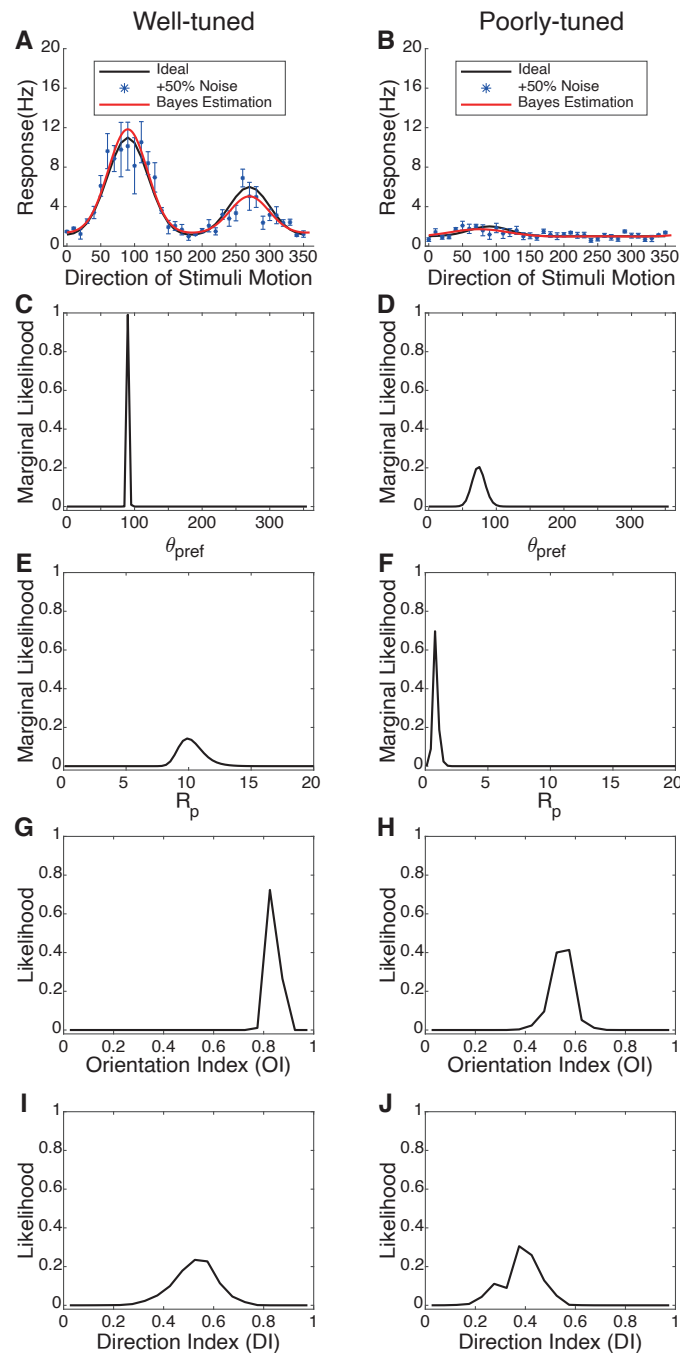 Well-tuned
Poorly-tuned
A
20
16
12
8
4
0
Response(Hz)
Ideal
+50% Noise
Bayes Estimation
0 50 100 150 200 250 300 350
Direction of Stimuli Motion
B
20
16
12
8
4
0
Response(Hz)
Ideal
+50% Noise
Bayes Estimation
0 50 100 150 200 250 300 350
Direction of Stimuli Motion
C
1
0.8
0.6
0.4
0.2
0
Marginal Likelihood
0 100 200 300
θpref
D
1
0.8
0.6
0.4
0.2
0
Marginal Likelihood
0 100 200 300
θpref
E
1
0.8
0.6
0.4
0.2
0
Marginal Likelihood
0 5 10 15 20
Rp
F
1
0.8
0.6
0.4
0.2
0
Marginal Likelihood
0 5 10 15 20
Rp
G
1
0.8
0.6
0.4
0.2
0
Likelihood
0 0.2 0.4 0.6 0.8 1
Orientation Index (OI)
H
1
0.8
0.6
0.4
0.2
0
Likelihood
0 0.2 0.4 0.6 0.8 1
Orientation Index (OI)
I
1
0.8
0.6
0.4
0.2
0
Likelihood
0 0.2 0.4 0.6 0.8 1
Direction Index (DI)
J
1
0.8
0.6
0.4
0.2
0
Likelihood
0 0.2 0.4 0.6 0.8 1
Direction Index (DI)